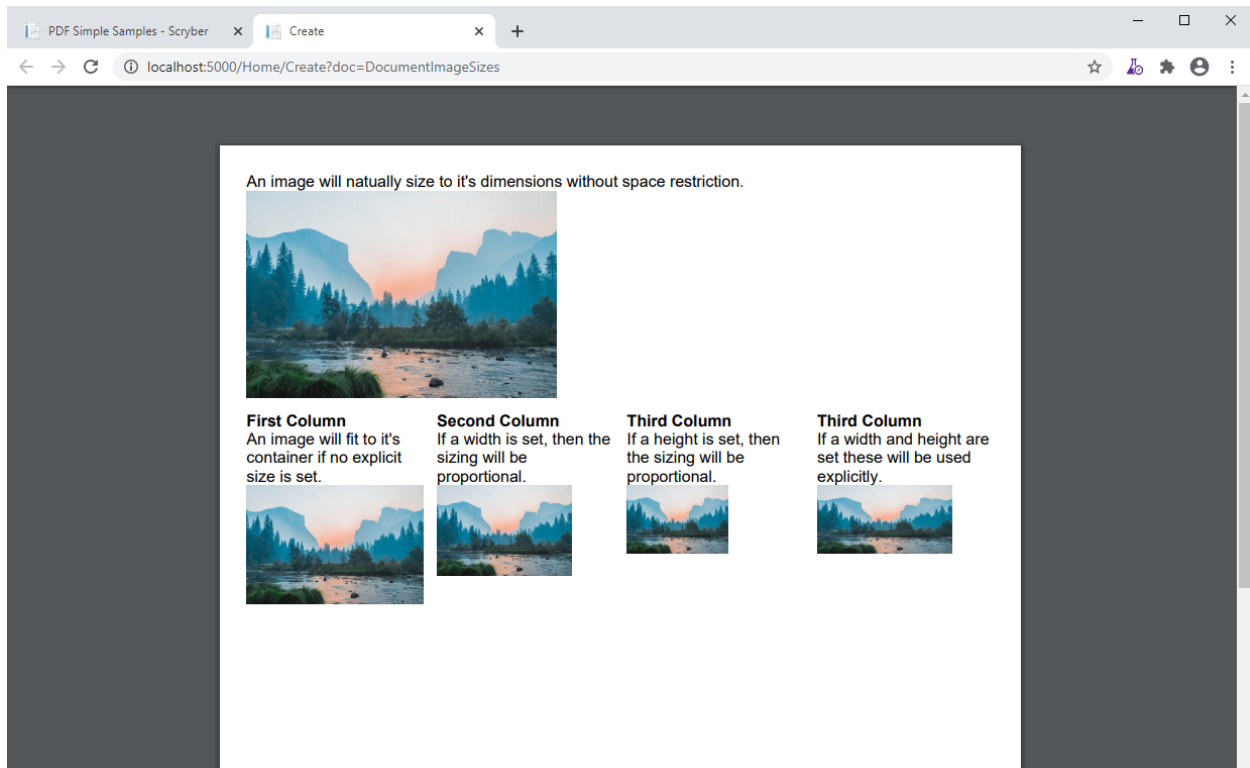 PDF Simple Samples - Scryber
Create
localhost:5000/Home/Create?doc=DocumentImageSizes
An image will natually size to it's dimensions without space restriction.
First Column
An image will fit to it's
container if no explicit
size is set.
Second Column
If a width is set, then the
sizing will be
proportional.
Third Column
If a height is set, then
the sizing will be
proportional.
Third Column
If a width and height are
set these will be used
explicitly.